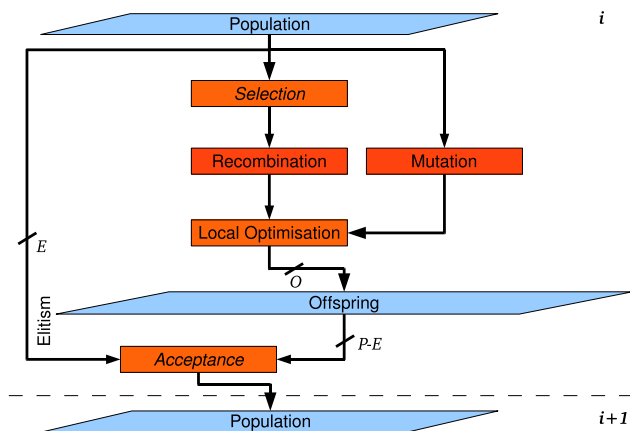 Population
i
Selection
Recombination
Mutation
Local Optimisation
E
O
Offspring
Elitism
P-E
Acceptance
Population
i+1